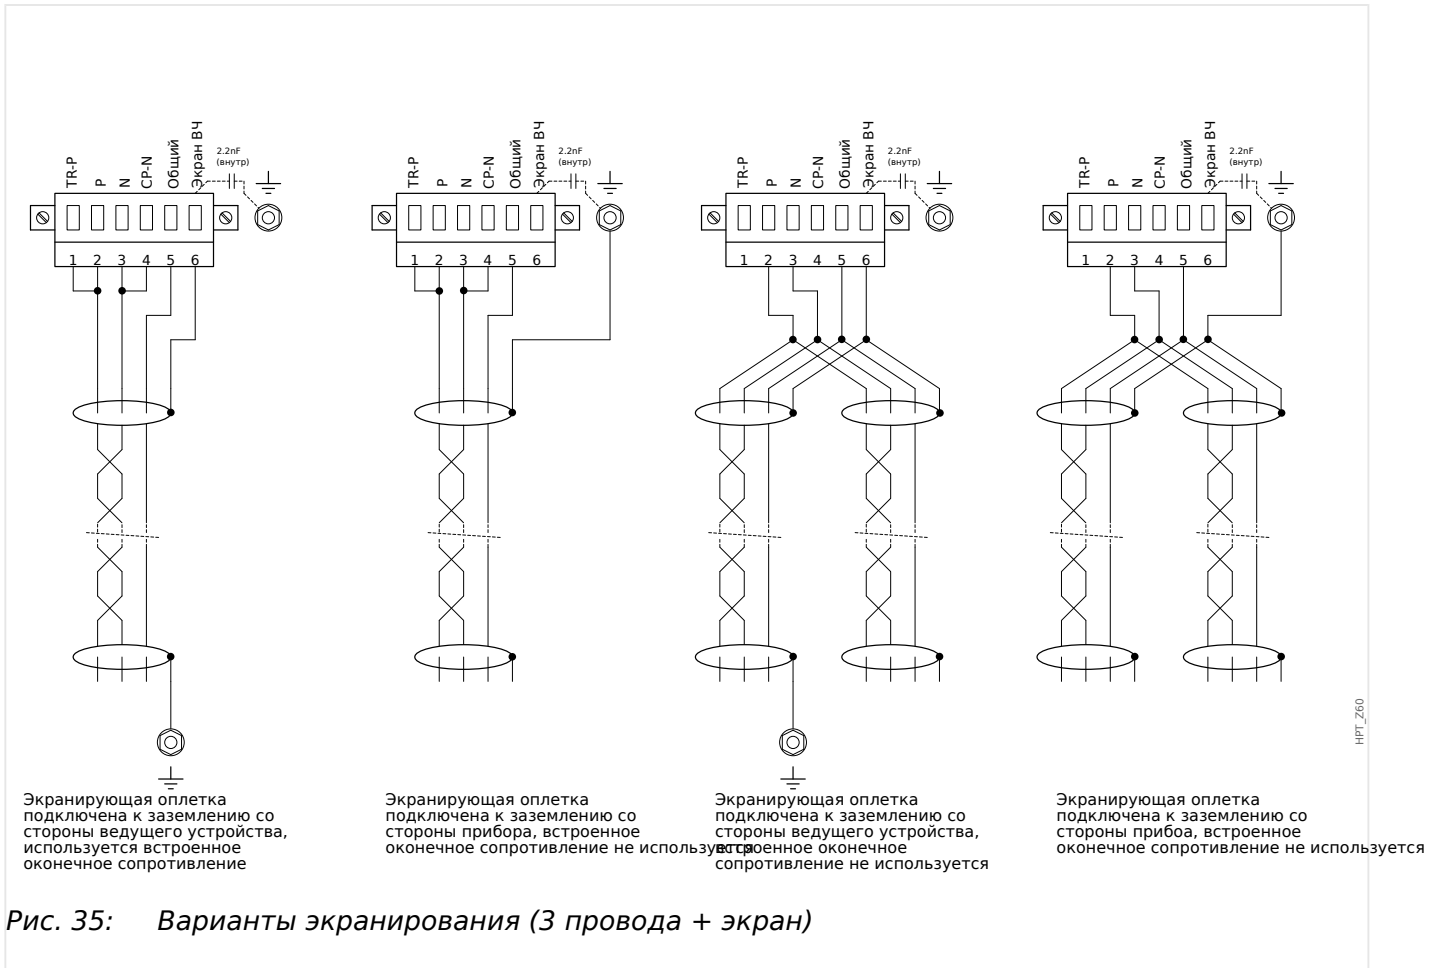 TR-P
P
N
CP-N
Общий
Экран ВЧ
2.2nF
(внутр)
1 2 3 4 5 6
TR-P
P
N
CP-N
Общий
Экран ВЧ
2.2nF
(внутр)
1 2 3 4 5 6
TR-P
P
N
CP-N
Общий
Экран ВЧ
2.2nF
(внутр)
1 2 3 4 5 6
TR-P
P
N
CP-N
Общий
Экран ВЧ
2.2nF
(внутр)
1 2 3 4 5 6
HPT_Z60
Экранирующая оплетка
подключена к заземлению со
стороны ведущего устройства,
используется встроенное
оконечное сопротивление
Экранирующая оплетка
подключена к заземлению со
стороны прибора, встроенное
оконечное сопротивление не используется
Экранирующая оплетка
подключена к заземлению со
стороны ведущего устройства,
встроенное оконечное
сопротивление не используется
Экранирующая оплетка
подключена к заземлению со
стороны прибоа, встроенное
оконечное сопротивление не используется
Рис. 35: Варианты экранирования (3 провода + экран)